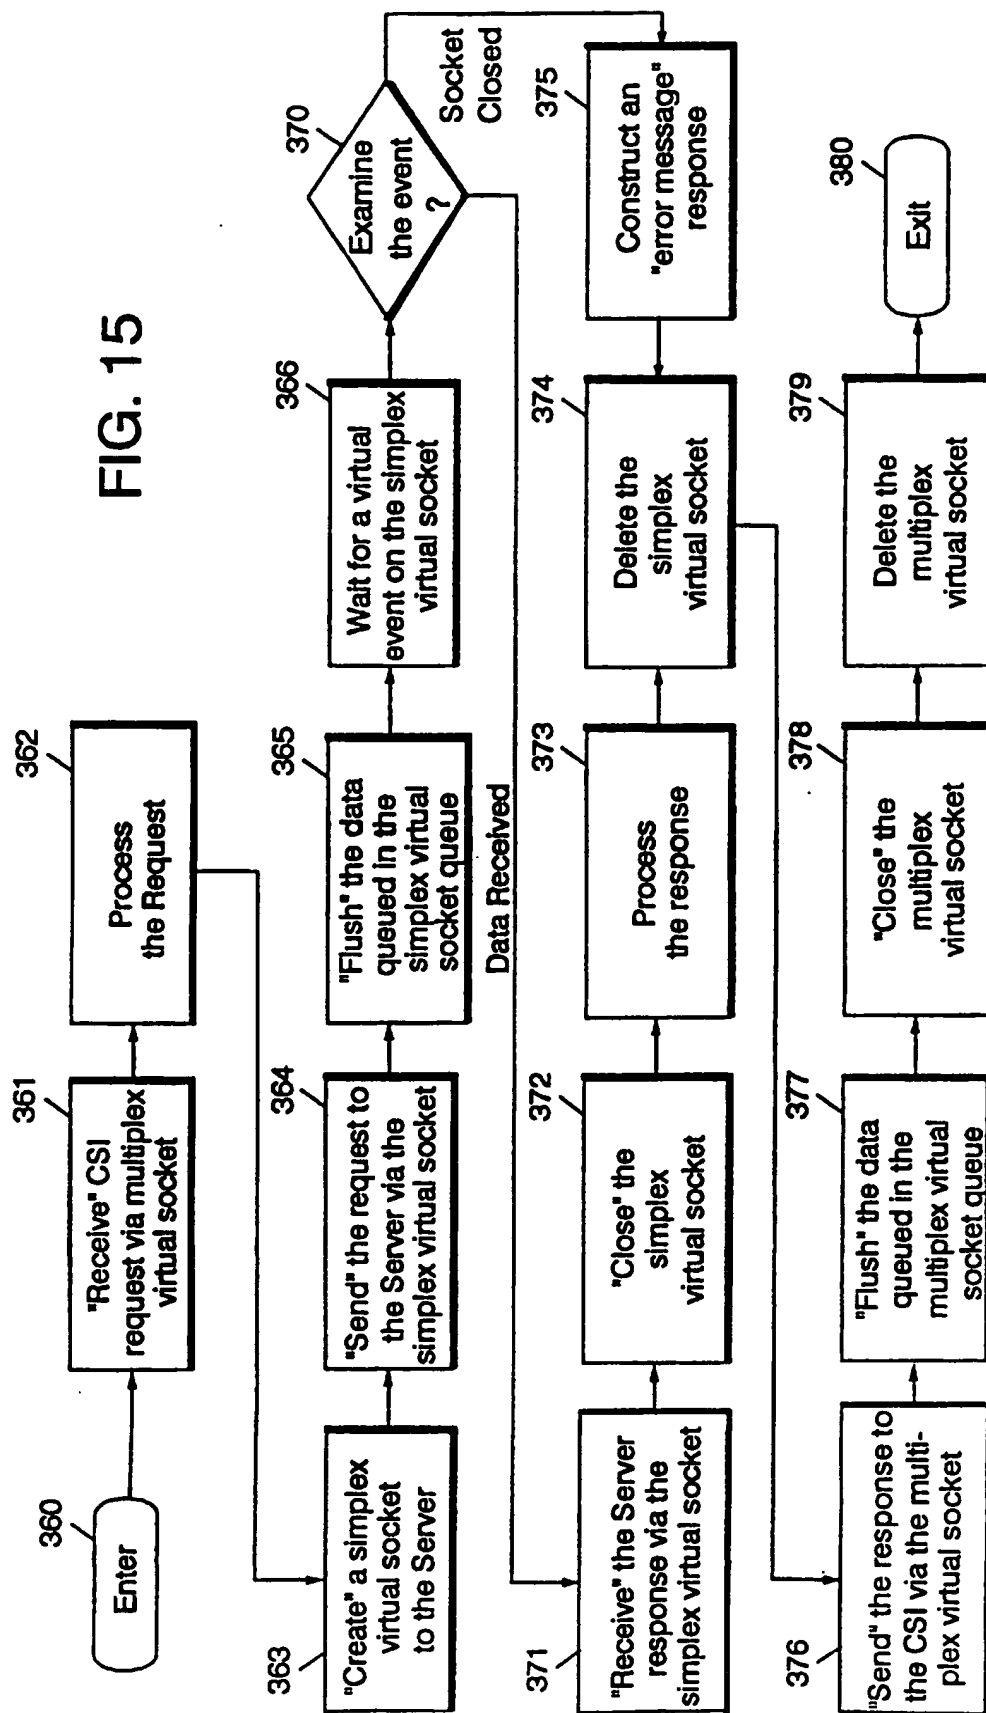 FIG. 15
360
Enter
361
"Receive" CSI
request via multiplex
virtual socket
362
Process
the Request
363
"Create" a simplex
virtual socket
to the Server
364
"Send" the request to
the Server via the
simplex virtual socket
365
"Flush" the data
queued in the
simplex virtual
socket queue
366
Wait for a virtual
event on the simplex
virtual socket
370
Examine
the event
?
Socket
Closed
Data Received
371
"Receive" the Server
response via the
simplex virtual socket
372
"Close" the
simplex
virtual socket
373
Process
the response
374
Delete the
simplex
virtual socket
375
Construct an
"error message"
response
376
"Send" the response to
the CSI via the multi-
plex virtual socket
377
"Flush" the data
queued in the
multiplex virtual
socket queue
378
"Close" the
multiplex
virtual socket
379
Delete the
multiplex
virtual socket
380
Exit